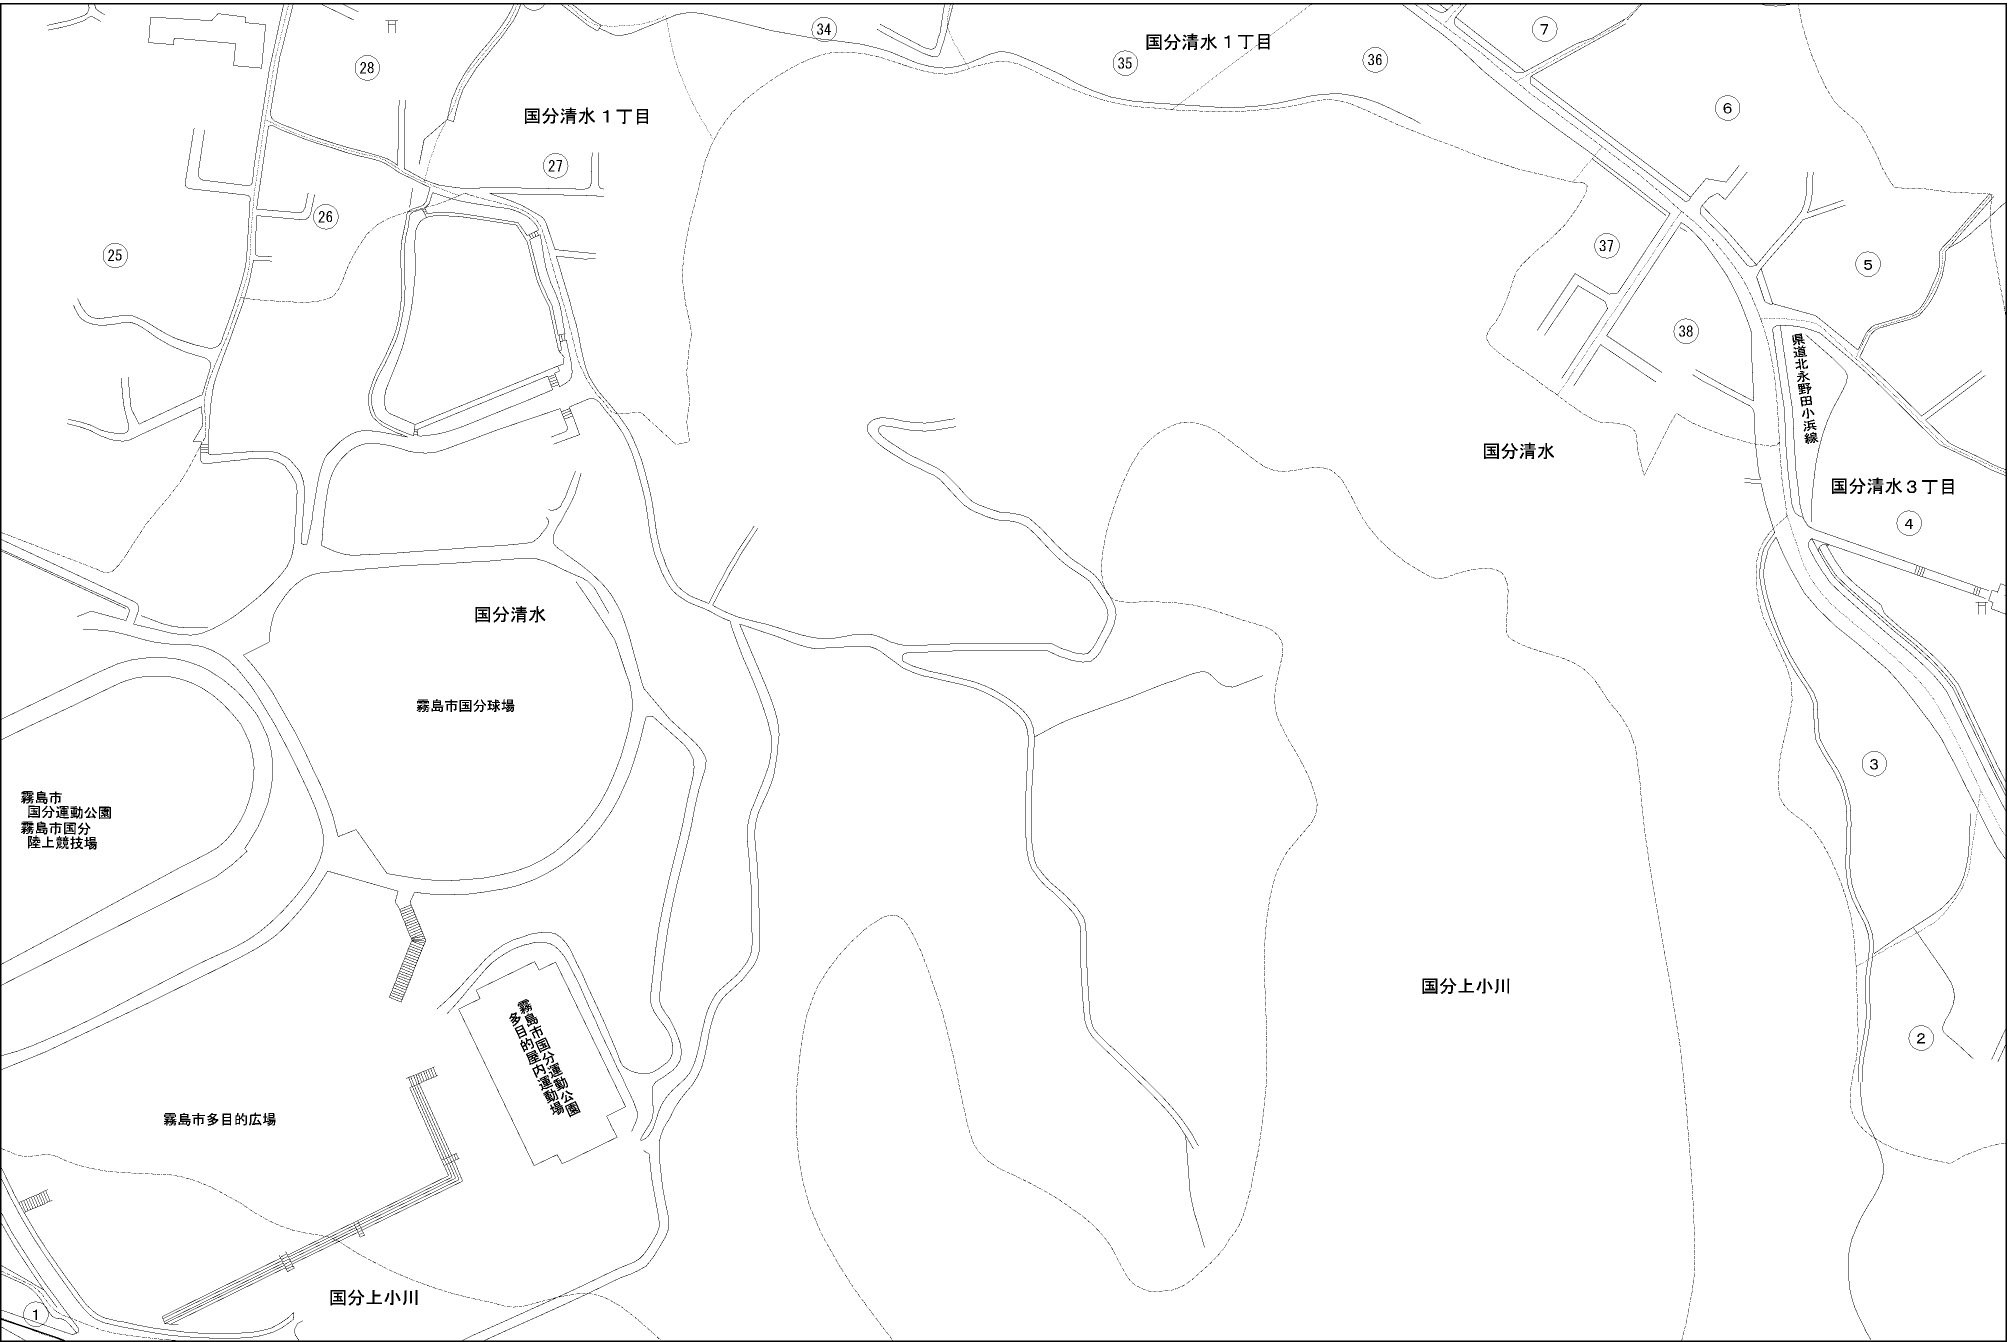 34
国分清水１丁目
7
28
35
36
国分清水１丁目
6
27
26
37
25
5
38
県道北永野田小浜線
国分清水
国分清水３丁目
4
国分清水
霧島市国分球場
3
霧島市
国分運動公園
霧島市国分
陸上競技場
国分上小川
霧島市国分運動公園
多目的屋内運動場
2
霧島市多目的広場
国分上小川
1